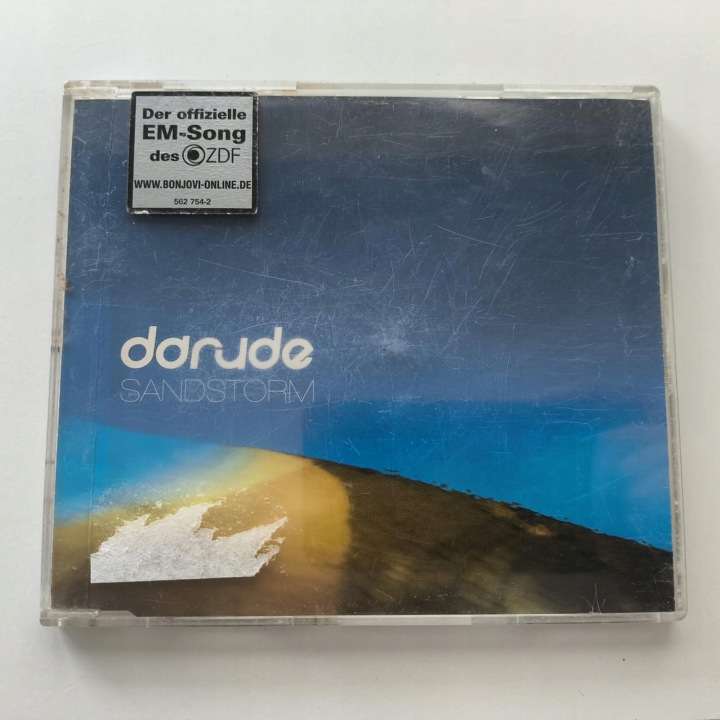 Der offizielle
EM-Song
des ZDF
WWW.BONJOVI-ONLINE.DE
562 754-2
darude
SANDSTORM